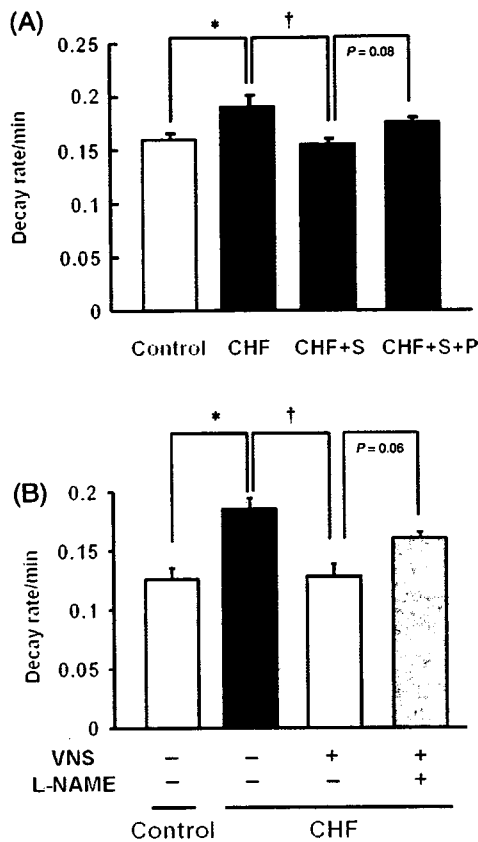 (A)
* †
P = 0.08
0.25
0.2
0.15
0.1
0.05
0
Decay rate/min
Control CHF CHF+S CHF+S+P
(B)
* †
P = 0.06
0.2
0.15
0.1
0.05
0
Decay rate/min
VNS – – + +
L-NAME – – – +
Control CHF